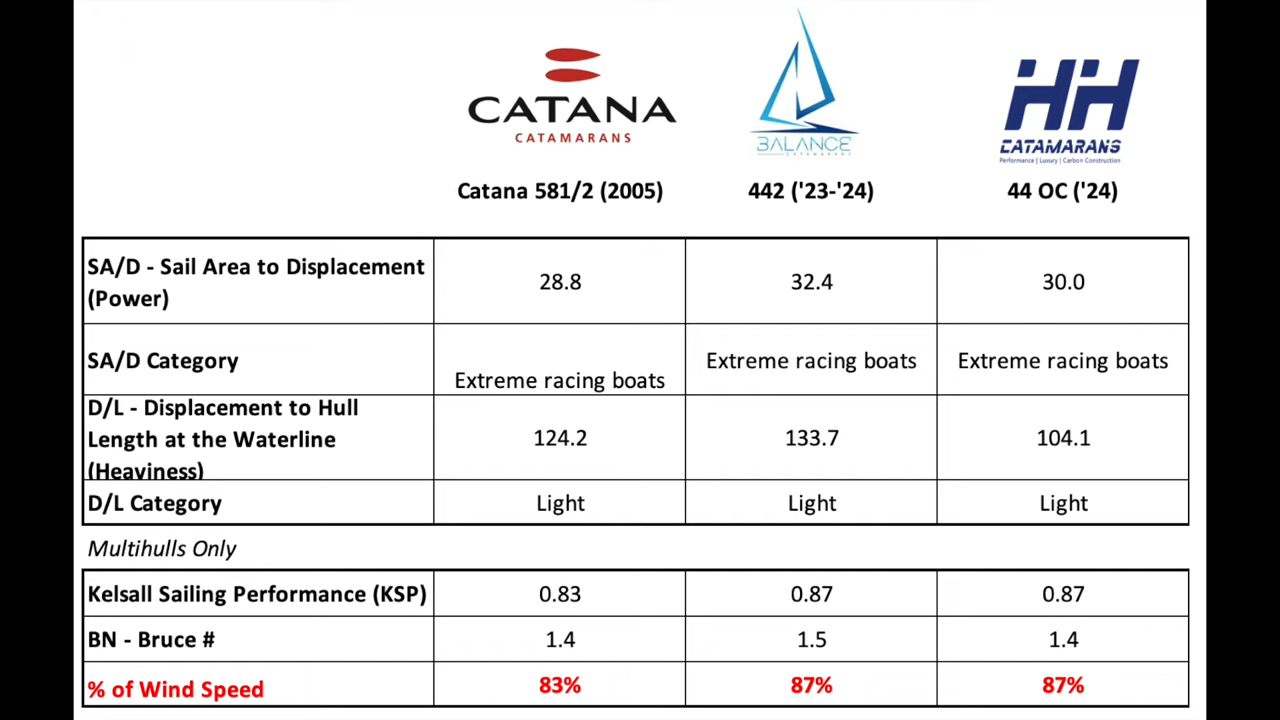 CATANA
CATAMARANS
BALANCE
CATAMARANS
HH
CATAMARANS
Performance | Luxury | Carbon Construction
Catana 581/2 (2005) 442 ('23-'24) 44 OC ('24)
SA/D - Sail Area to Displacement
(Power)
28.8 32.4 30.0
SA/D Category
Extreme racing boats Extreme racing boats Extreme racing boats
D/L - Displacement to Hull
Length at the Waterline
(Heaviness)
124.2 133.7 104.1
D/L Category Light Light Light
Multihulls Only
Kelsall Sailing Performance (KSP) 0.83 0.87 0.87
BN - Bruce # 1.4 1.5 1.4
% of Wind Speed 83% 87% 87%